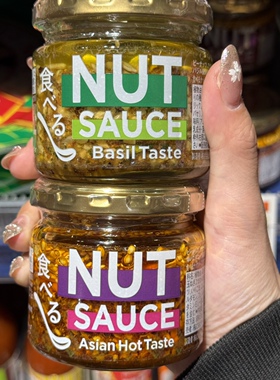 食べる
NUT
SAUCE
Basil Taste
食べる
NUT
SAUCE
Asian Hot Taste